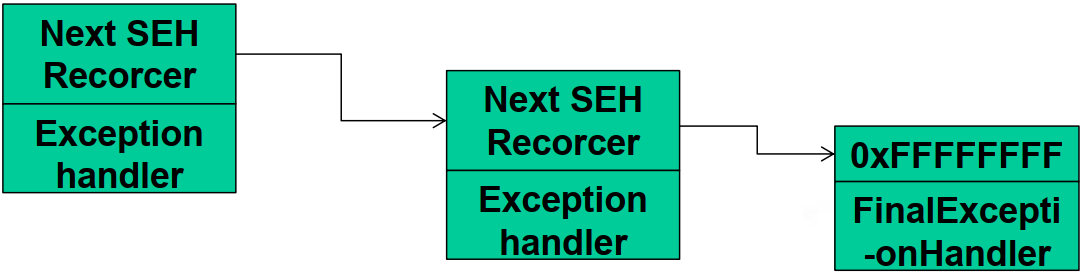 Next SEH
Recorcer
Exception
handler
Next SEH
Recorcer
Exception
handler
0xFFFFFFFF
FinalExcepti
-onHandler